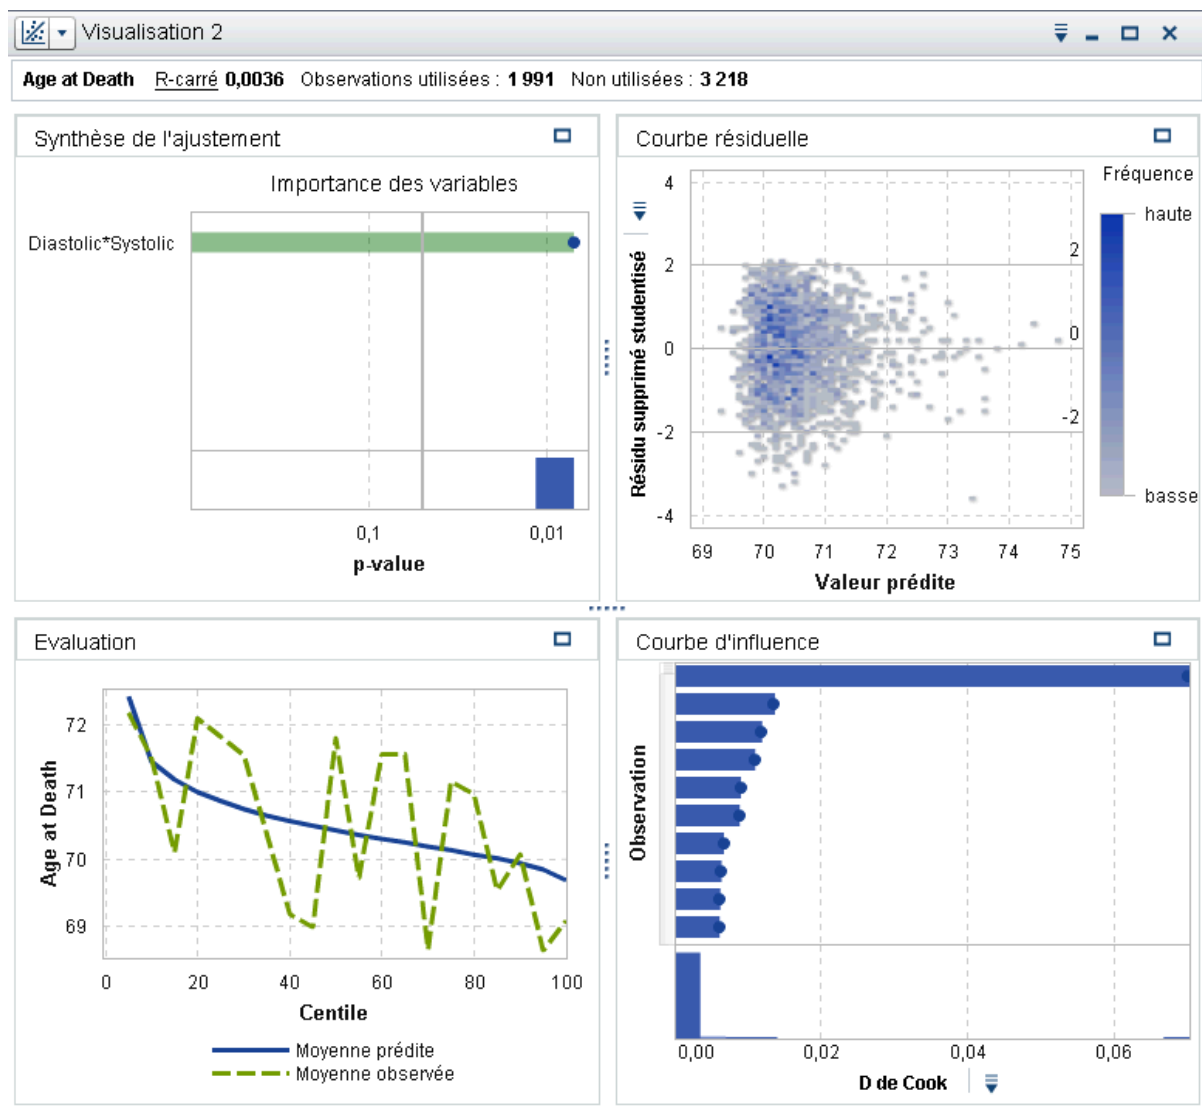 Visualisation 2
Age at Death R-carré 0,0036 Observations utilisées : 1 991 Non utilisées : 3 218
Synthèse de l'ajustement
Importance des variables
Diastolic*Systolic
0,1 0,01
p-value
Courbe résiduelle
Fréquence
haute
basse
4
2
0
-2
-4
2
0
-2
Résidu supprimé studentisé
69 70 71 72 73 74 75
Valeur prédite
Evaluation
72
71
70
69
Age at Death
0 20 40 60 80 100
Centile
Moyenne prédite
Moyenne observée
Courbe d'influence
Observation
0,00 0,02 0,04 0,06
D de Cook